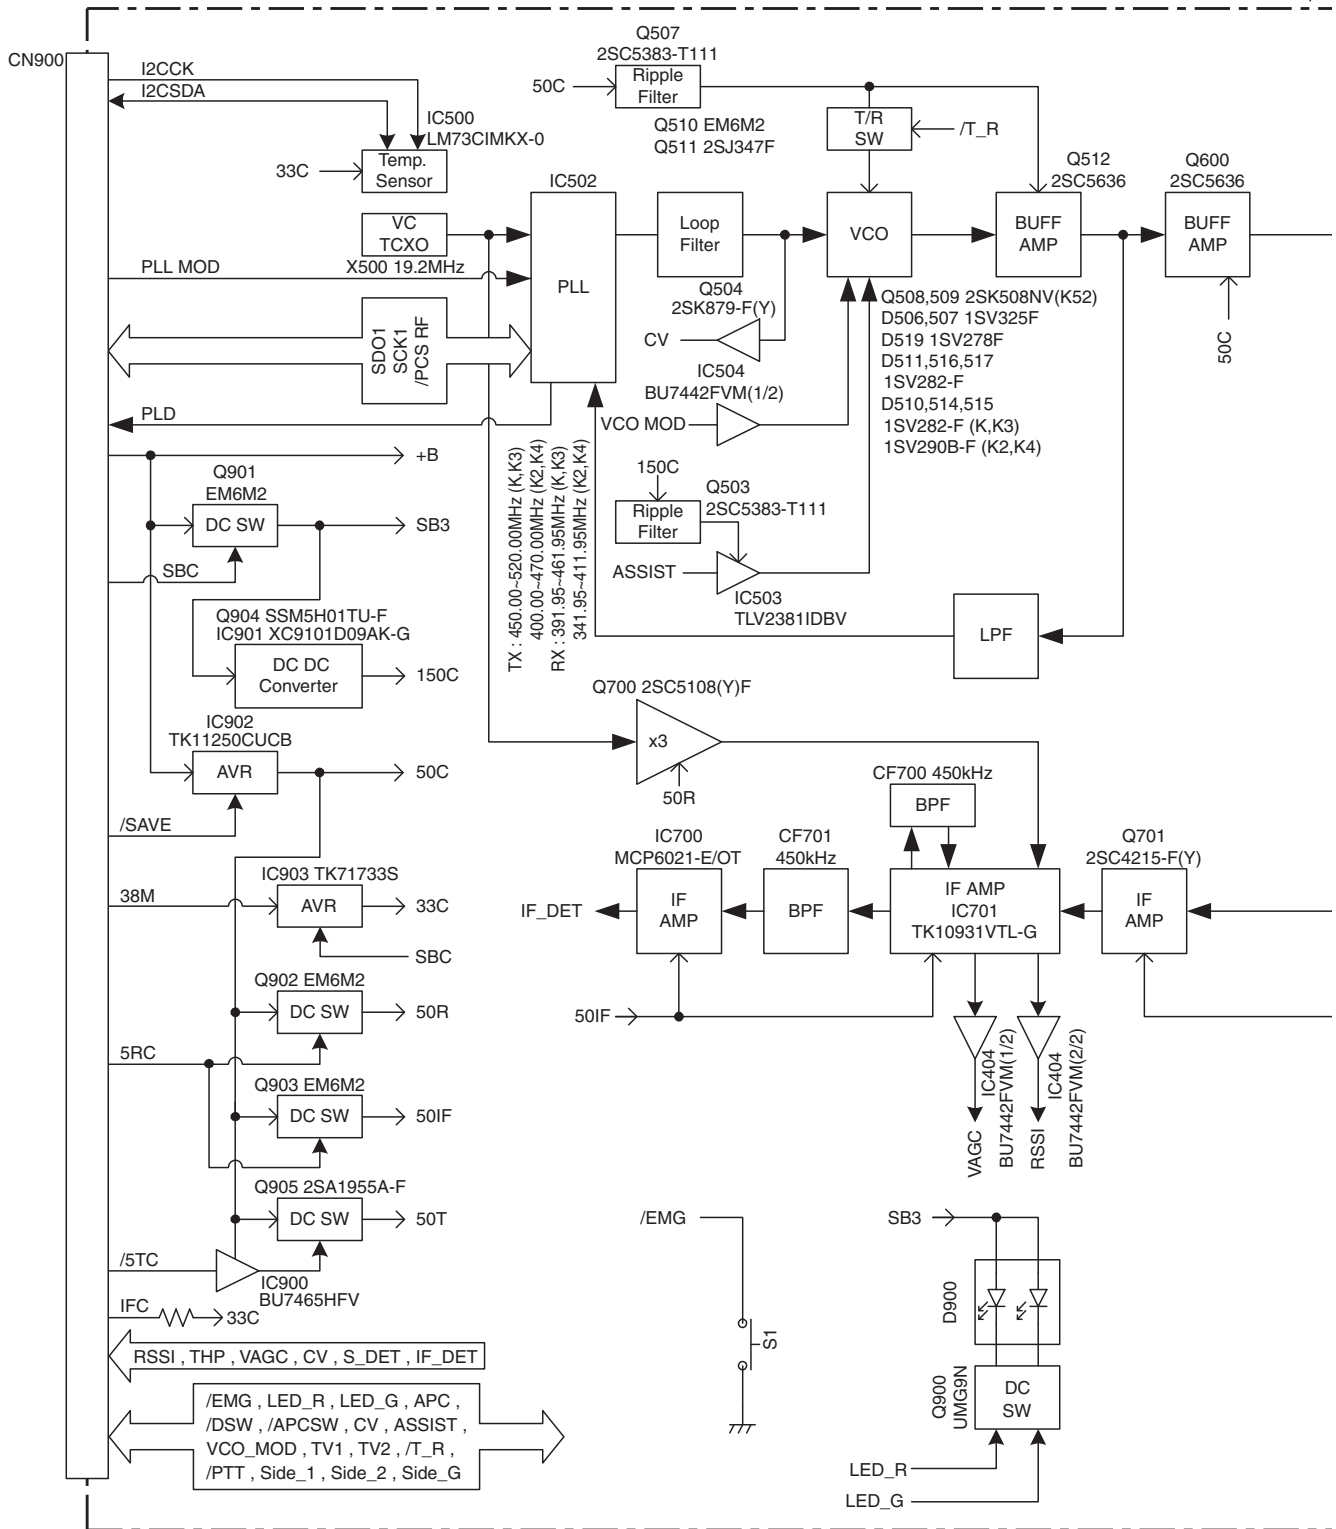 CN900
I2CCK
I2CSDA
IC500
LM73CIMKX-0
33C
Temp.
Sensor
VC
TCXO
X500 19.2MHz
PLL MOD
SDO1
SCK1
/PCS RF
PLD
IC502
PLL
Q507
2SC5383-T111
50C
Ripple
Filter
Q510 EM6M2
Q511 2SJ347F
T/R
SW
/T_R
Loop
Filter
VCO
Q512
2SC5636
BUFF
AMP
Q600
2SC5636
BUFF
AMP
50C
Q504
2SK879-F(Y)
CV
IC504
BU7442FVM(1/2)
VCO MOD
Q508,509 2SK508NV(K52)
D506,507 1SV325F
D519 1SV278F
D511,516,517
1SV282-F
D510,514,515
1SV282-F (K,K3)
1SV290B-F (K2,K4)
150C
Q503
2SC5383-T111
Ripple
Filter
ASSIST
IC503
TLV2381IDBV
TX : 450.00~520.00MHz (K,K3)
400.00~470.00MHz (K2,K4)
RX : 391.95~461.95MHz (K,K3)
341.95~411.95MHz (K2,K4)
LPF
+B
Q901
EM6M2
DC SW
SB3
SBC
Q904 SSM5H01TU-F
IC901 XC9101D09AK-G
DC DC
Converter
150C
IC902
TK11250CUCB
AVR
50C
/SAVE
IC903 TK71733S
38M
AVR
33C
SBC
Q902 EM6M2
DC SW
50R
5RC
Q903 EM6M2
DC SW
50IF
Q905 2SA1955A-F
DC SW
50T
/5TC
IC900
BU7465HFV
IFC
33C
RSSI , THP , VAGC , CV , S_DET , IF_DET
/EMG , LED_R , LED_G , APC ,
/DSW , /APCSW , CV , ASSIST ,
VCO_MOD , TV1 , TV2 , /T_R ,
/PTT , Side_1 , Side_2 , Side_G
Q700 2SC5108(Y)F
x3
50R
CF700 450kHz
BPF
IC700
MCP6021-E/OT
IF
AMP
CF701
450kHz
BPF
IF_DET
IF AMP
IC701
TK10931VTL-G
Q701
2SC4215-F(Y)
IF
AMP
50IF
IC404
BU7442FVM(1/2)
VAGC
IC404
BU7442FVM(2/2)
RSSI
/EMG
S1
SB3
D900
Q900
UMG9N
DC
SW
LED_R
LED_G